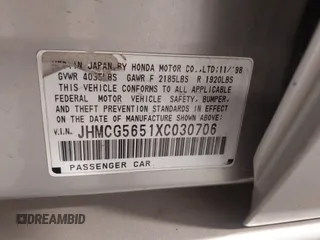 MFD. IN JAPAN BY HONDA MOTOR CO., LTD. 11/'98
GVWR LBS GAWR F 2185LBS R 1920LBS
THIS VEHICLE CONFORMS TO ALL APPLICABLE
FEDERAL MOTOR VEHICLE SAFETY, BUMPER,
AND THEFT PREVENTION STANDARDS IN EFFECT
ON THE DATE OF MANUFACTURE SHOWN ABOVE.
V.I.N. JHMCG5651XC030706
PASSENGER CAR
DREAMBID